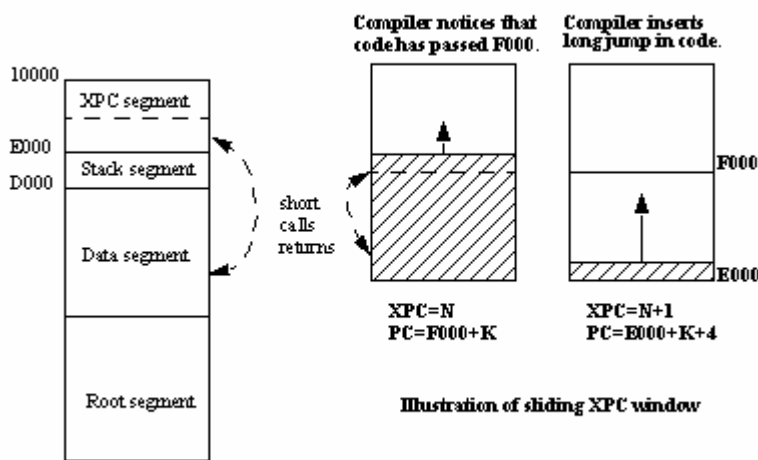 Compiler notices that
code has passed F000.
Compiler inserts
long jump in code.
10000
XPC segment
E000
Stack segment
D000
Data segment
Root segment
short
calls
returns
F000
E000
XPC=N
PC=F000+K
XPC=N+1
PC=E000+K+4
Illustration of sliding XPC window